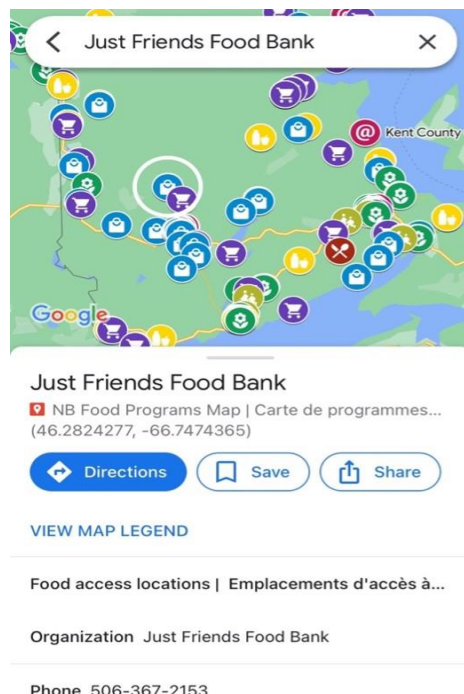 Just Friends Food Bank
@ Kent County
Google
Just Friends Food Bank
NB Food Programs Map | Carte de programmes...
(46.2824277, -66.7474365)
Directions
Save
Share
VIEW MAP LEGEND
Food access locations | Emplacements d'accès à...
Organization Just Friends Food Bank
Phone 506-367-2153